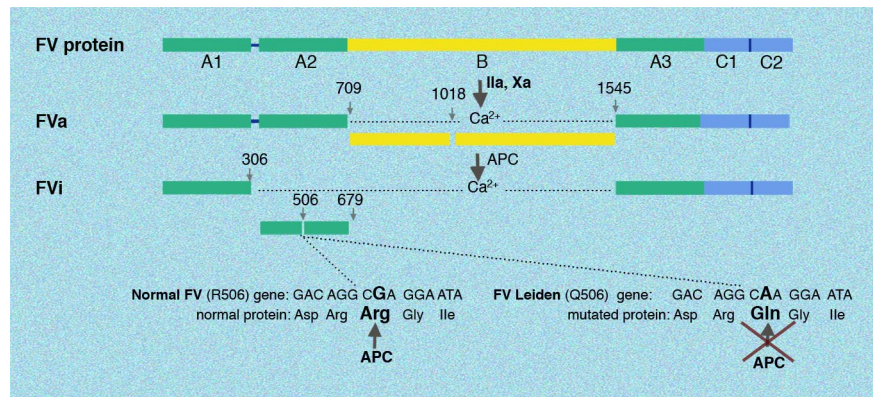 FV protein
A1 A2 B A3 C1 C2
IIa, Xa
709 1018 1545
FVa Ca2+
APC
306
FVi Ca2+
506 679
Normal FV (R506) gene: GAC AGG CGA GGA ATA
normal protein: Asp Arg Arg Gly Ile
APC
FV Leiden (Q506) gene: GAC AGG CAA GGA ATA
mutated protein: Asp Arg Gln Gly Ile
APC